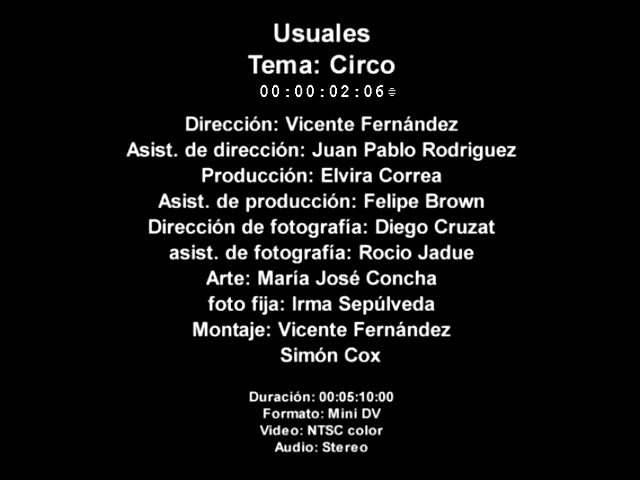 Usuales
Tema: Circo
00:00:02:06
Dirección: Vicente Fernández
Asist. de dirección: Juan Pablo Rodriguez
Producción: Elvira Correa
Asist. de producción: Felipe Brown
Dirección de fotografía: Diego Cruzat
asist. de fotografía: Rocio Jadue
Arte: María José Concha
foto fija: Irma Sepúlveda
Montaje: Vicente Fernández
Simón Cox
Duración: 00:05:10:00
Formato: Mini DV
Video: NTSC color
Audio: Stereo